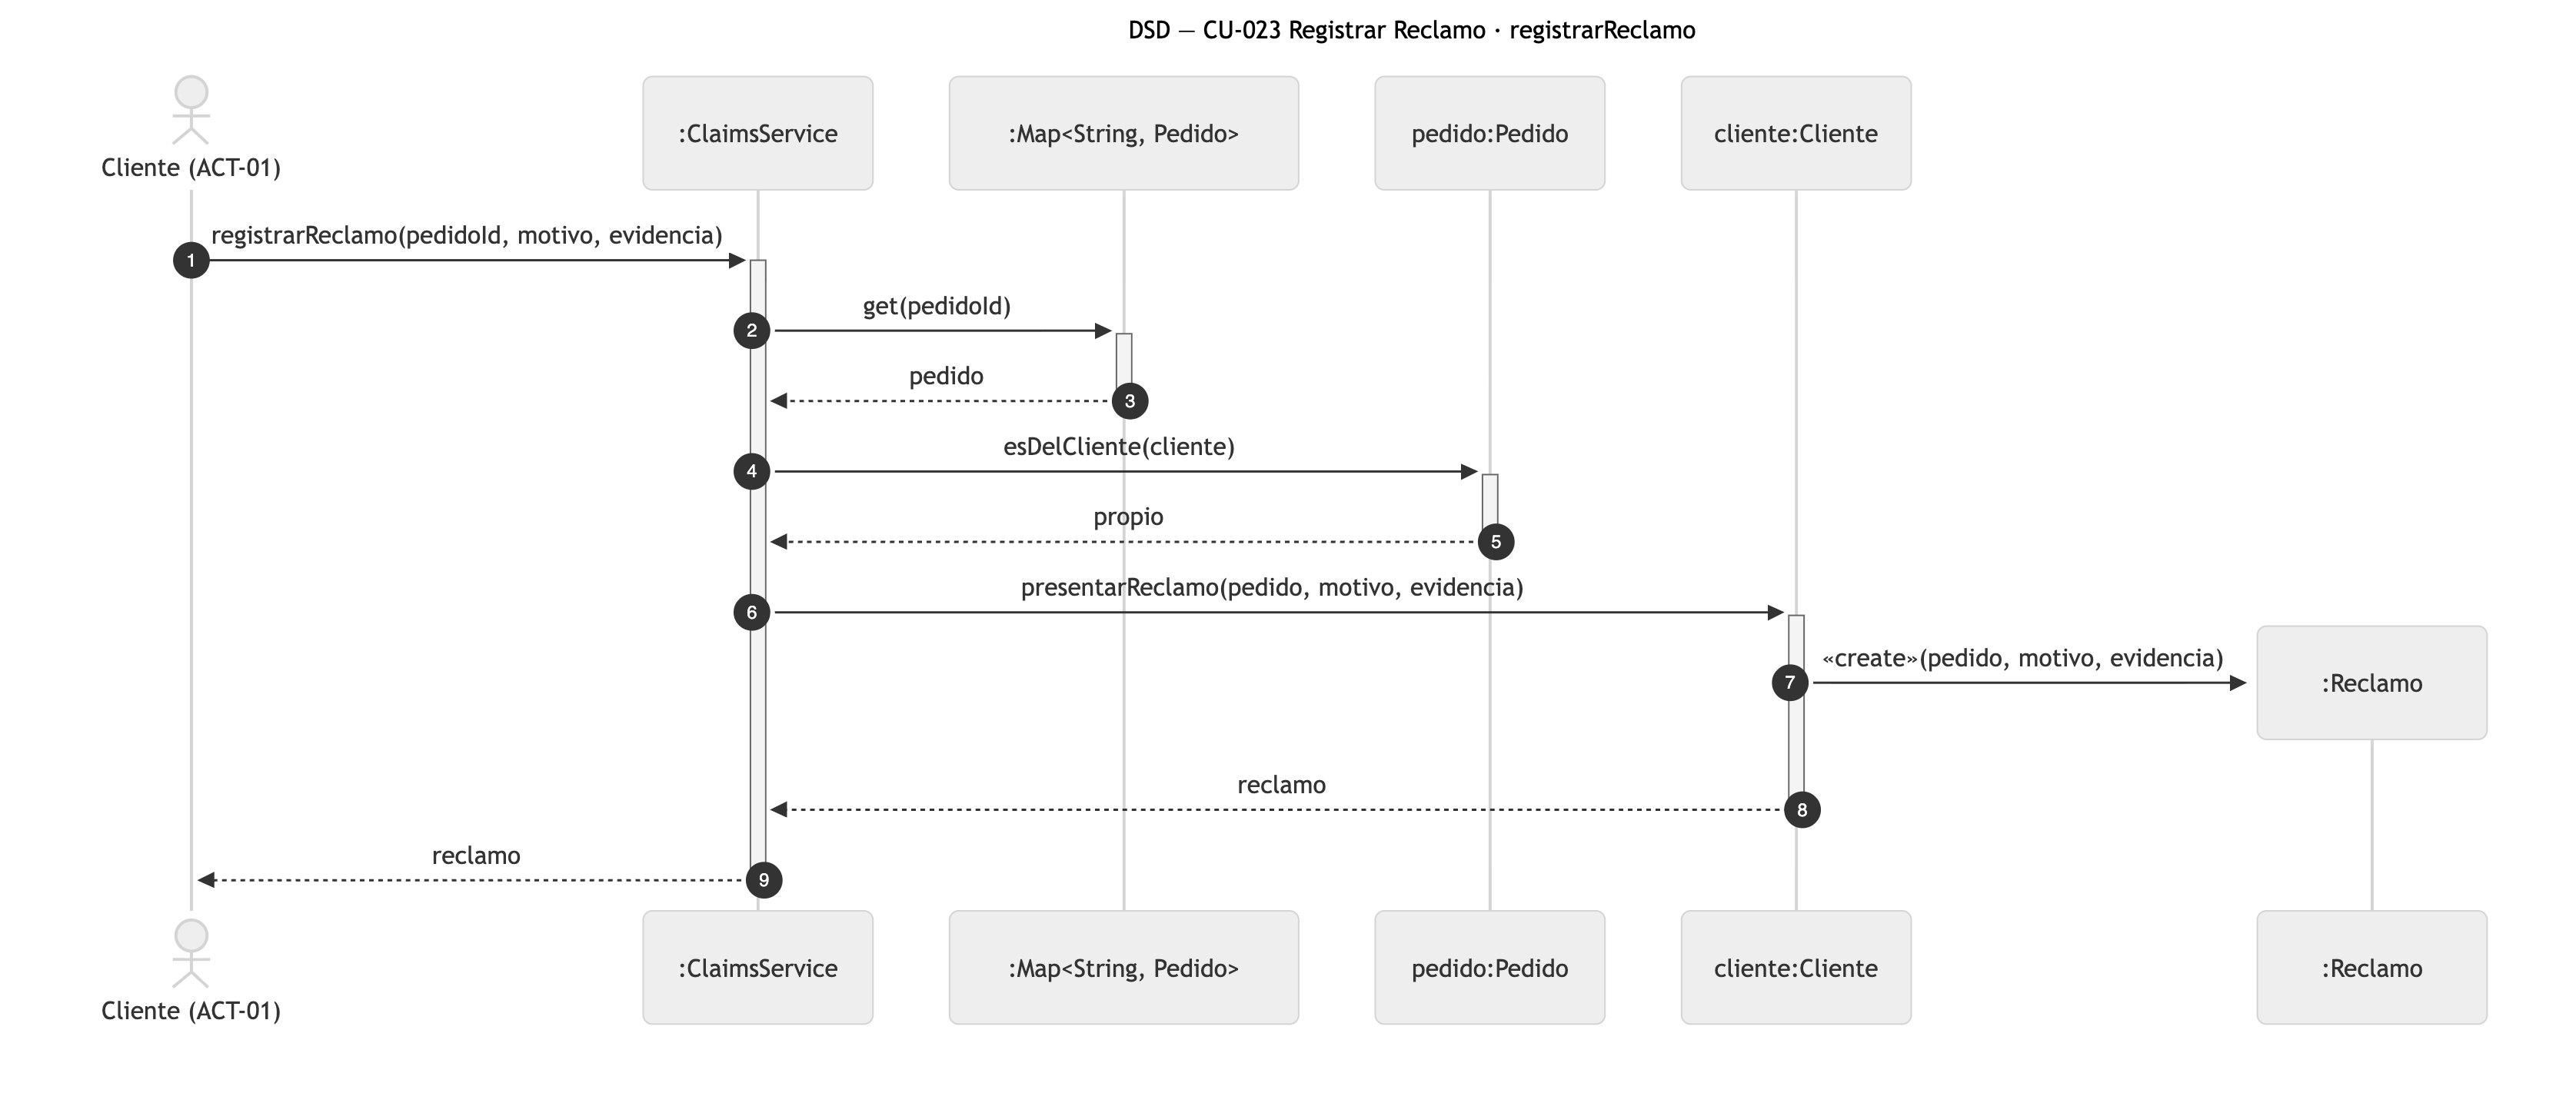 DSD — CU-023 Registrar Reclamo · registrarReclamo
Cliente (ACT-01)
:ClaimsService
:Map<String, Pedido>
pedido:Pedido
cliente:Cliente
registrarReclamo(pedidoId, motivo, evidencia)
1
get(pedidoId)
2
pedido
3
esDelCliente(cliente)
4
propio
5
presentarReclamo(pedido, motivo, evidencia)
6
«create»(pedido, motivo, evidencia)
7
:Reclamo
reclamo
8
reclamo
9
Cliente (ACT-01)
:ClaimsService
:Map<String, Pedido>
pedido:Pedido
cliente:Cliente
:Reclamo